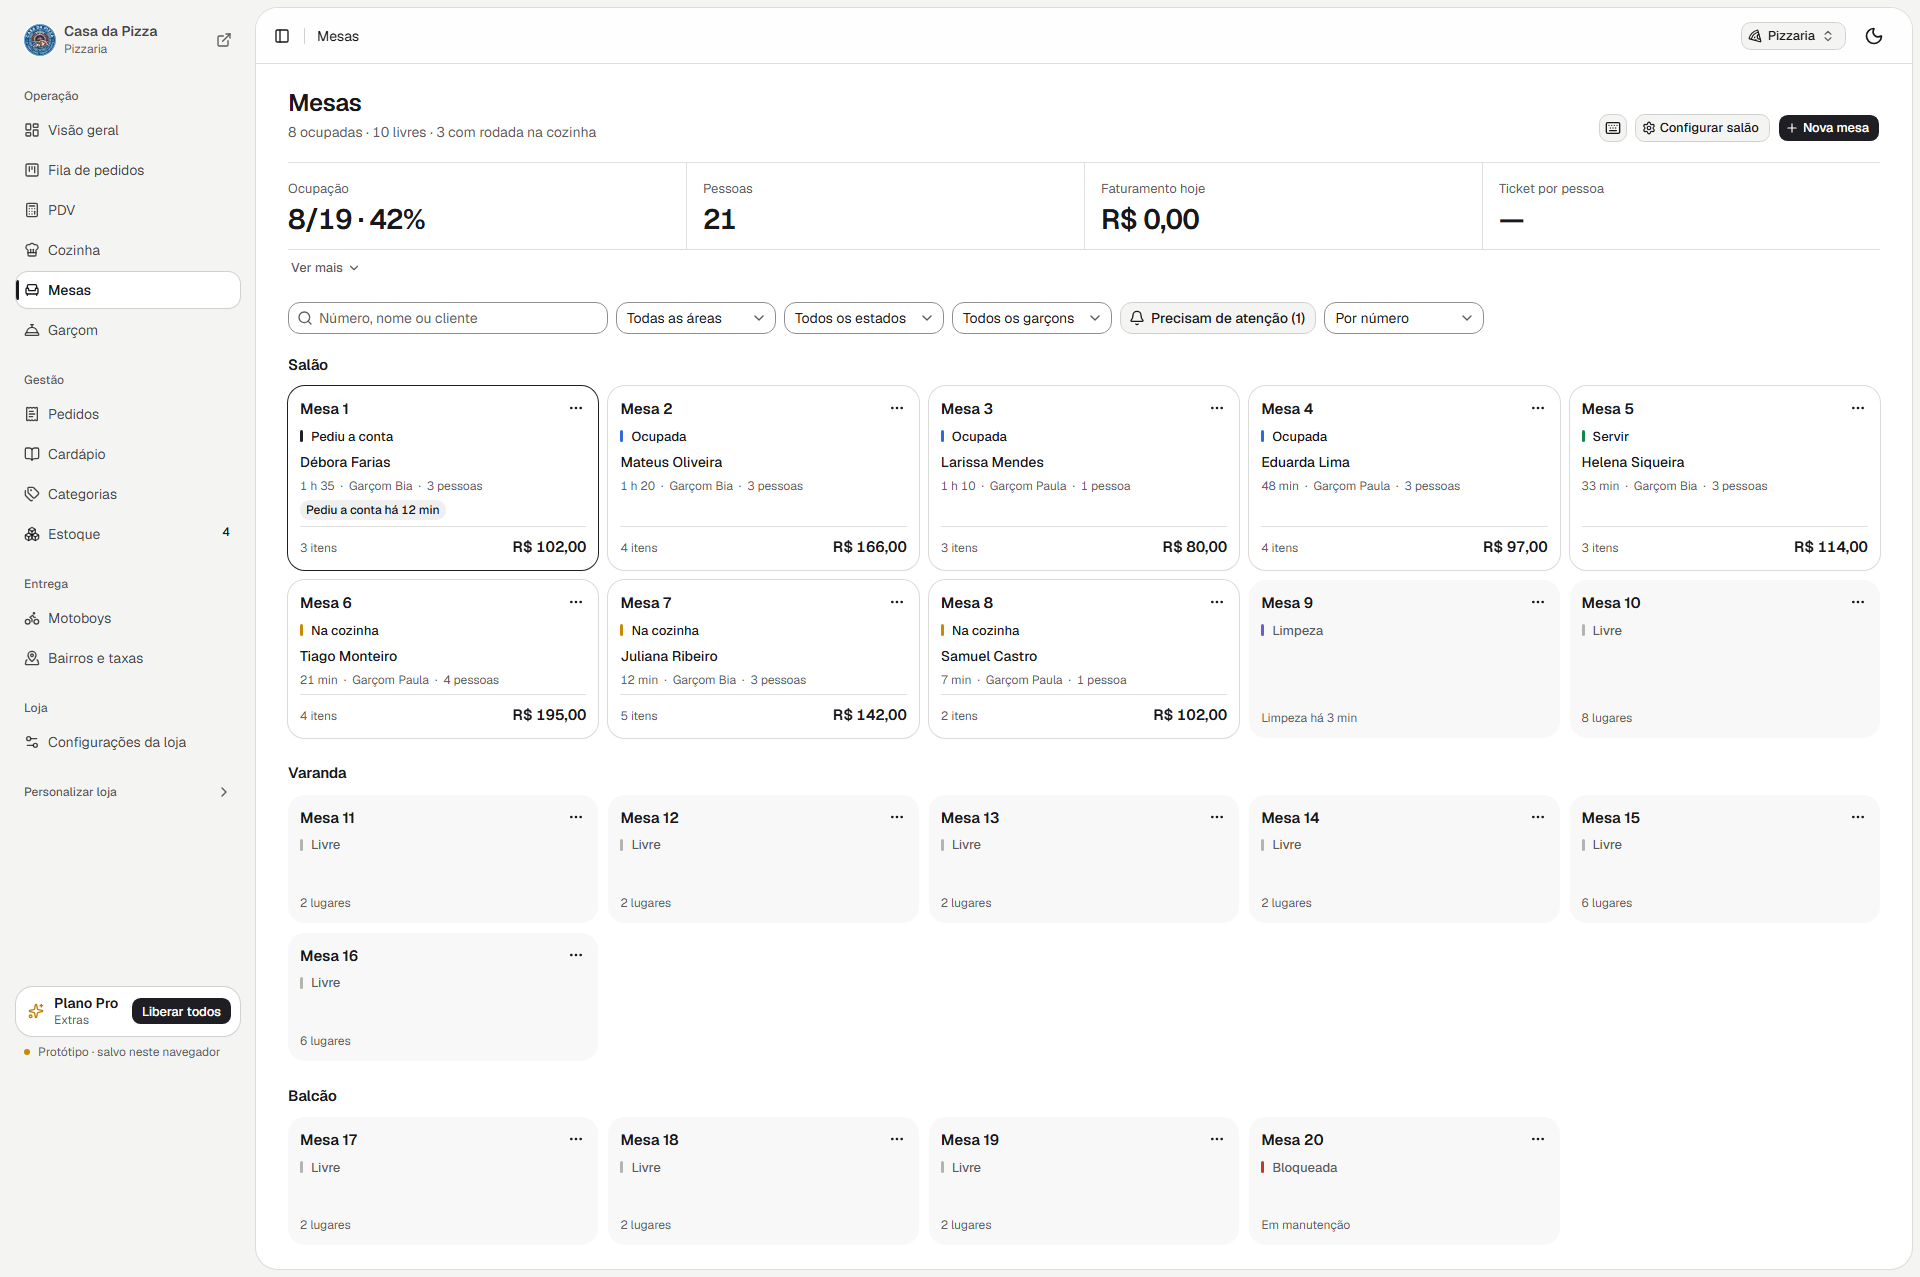 Casa da Pizza
Pizzaria
Operação
Visão geral
Fila de pedidos
PDV
Cozinha
Mesas
Garçom
Gestão
Pedidos
Cardápio
Categorias
Estoque 4
Entrega
Motoboys
Bairros e taxas
Loja
Configurações da loja
Personalizar loja
Plano Pro
Extras
Liberar todos
Protótipo · salvo neste navegador
Mesas
Pizzaria
Mesas
8 ocupadas · 10 livres · 3 com rodada na cozinha
Configurar salão
Nova mesa
Ocupação
8/19 · 42%
Pessoas
21
Faturamento hoje
R$ 0,00
Ticket por pessoa
—
Ver mais
Número, nome ou cliente
Todas as áreas
Todos os estados
Todos os garçons
Precisam de atenção (1)
Por número
Salão
Mesa 1
Pediu a conta
Débora Farias
1 h 35 · Garçom Bia · 3 pessoas
Pediu a conta há 12 min
3 itens R$ 102,00
Mesa 2
Ocupada
Mateus Oliveira
1 h 20 · Garçom Bia · 3 pessoas
4 itens R$ 166,00
Mesa 3
Ocupada
Larissa Mendes
1 h 10 · Garçom Paula · 1 pessoa
3 itens R$ 80,00
Mesa 4
Ocupada
Eduarda Lima
48 min · Garçom Paula · 3 pessoas
4 itens R$ 97,00
Mesa 5
Servir
Helena Siqueira
33 min · Garçom Bia · 3 pessoas
3 itens R$ 114,00
Mesa 6
Na cozinha
Tiago Monteiro
21 min · Garçom Paula · 4 pessoas
4 itens R$ 195,00
Mesa 7
Na cozinha
Juliana Ribeiro
12 min · Garçom Bia · 3 pessoas
5 itens R$ 142,00
Mesa 8
Na cozinha
Samuel Castro
7 min · Garçom Paula · 1 pessoa
2 itens R$ 102,00
Mesa 9
Limpeza
Limpeza há 3 min
Mesa 10
Livre
8 lugares
Varanda
Mesa 11
Livre
2 lugares
Mesa 12
Livre
2 lugares
Mesa 13
Livre
2 lugares
Mesa 14
Livre
2 lugares
Mesa 15
Livre
6 lugares
Mesa 16
Livre
6 lugares
Balcão
Mesa 17
Livre
2 lugares
Mesa 18
Livre
2 lugares
Mesa 19
Livre
2 lugares
Mesa 20
Bloqueada
Em manutenção